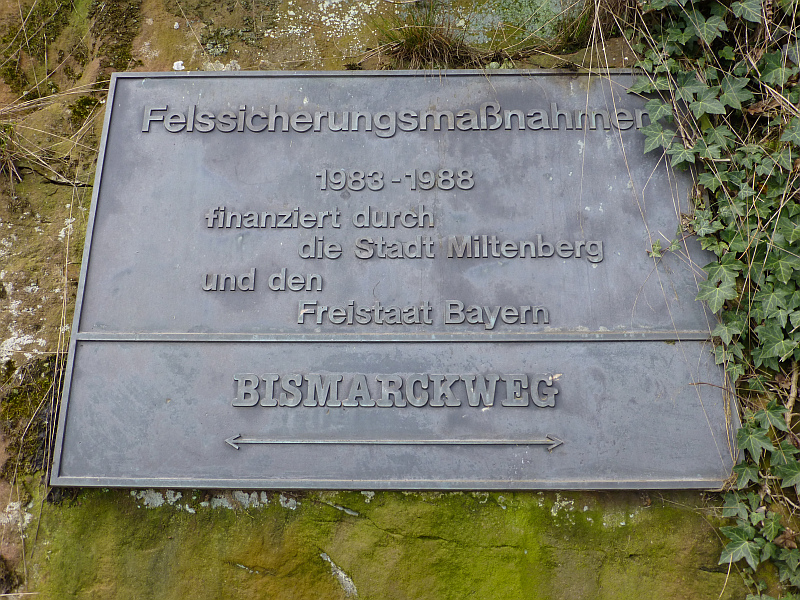 Felssicherungsmaßnahmen
1983-1988
finanziert durch
die Stadt Miltenberg
und den
Freistaat Bayern
BISMARCKWEG